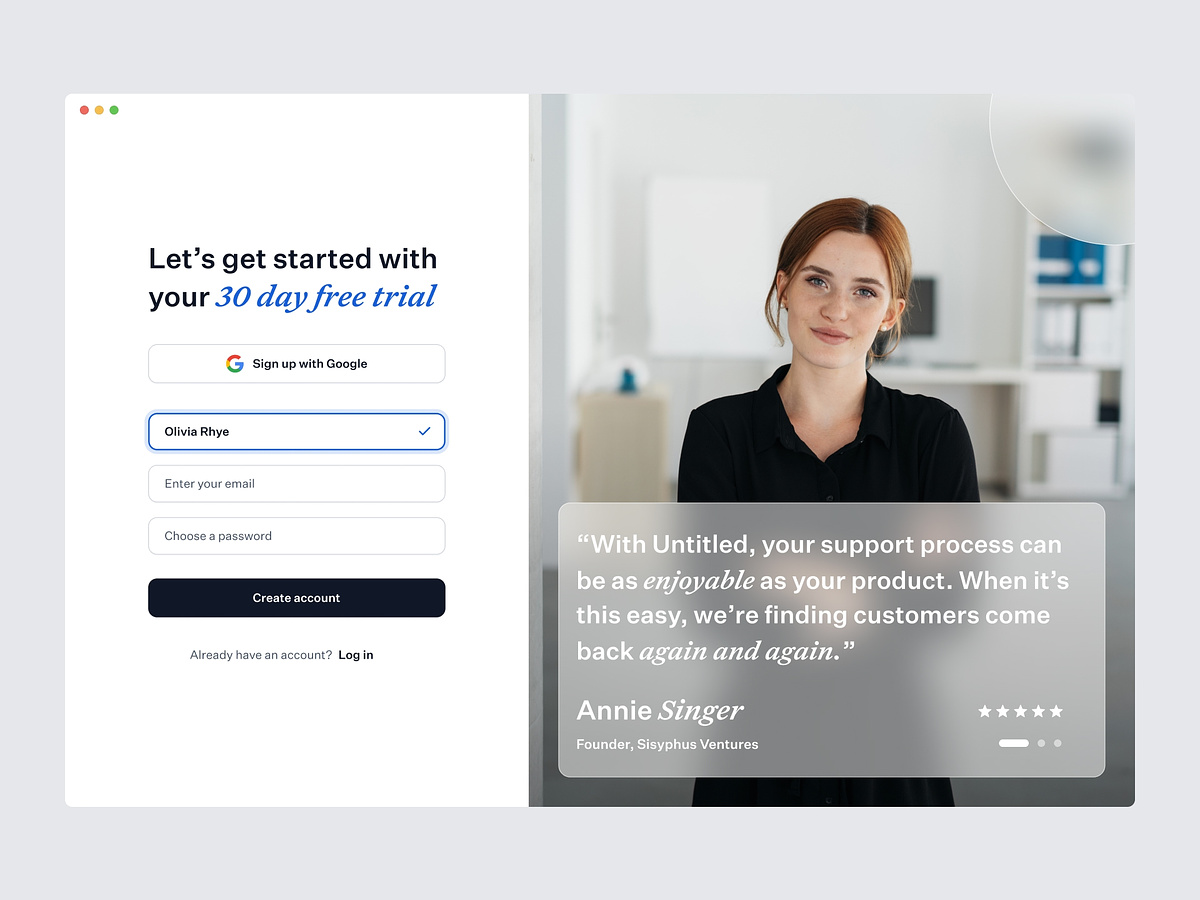 Let’s get started with
your 30 day free trial
Sign up with Google
Olivia Rhye
Enter your email
Choose a password
Create account
Already have an account? Log in
“With Untitled, your support process can
be as enjoyable as your product. When it’s
this easy, we’re finding customers come
back again and again.”
Annie Singer
Founder, Sisyphus Ventures